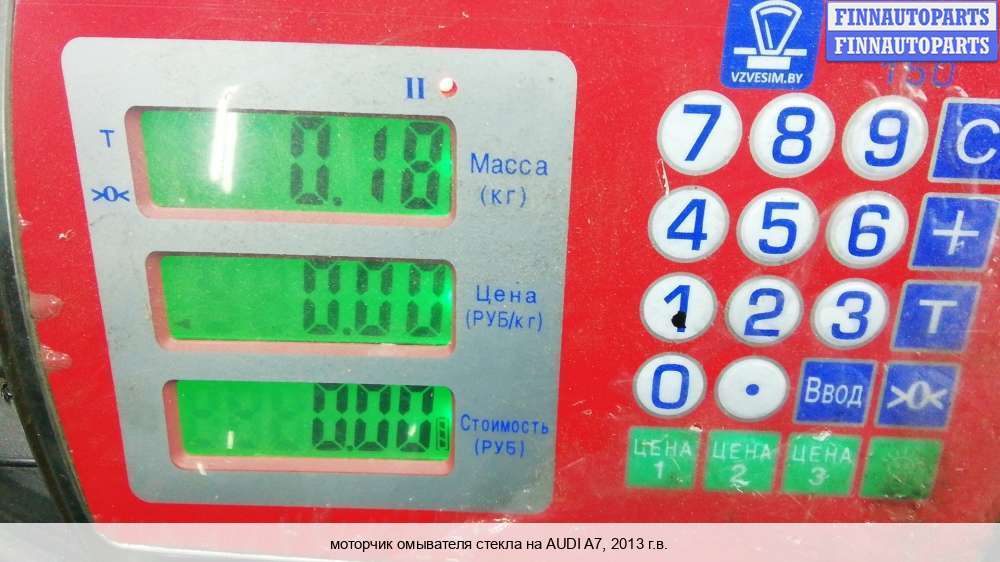 FINNAUTOPARTS
FINNAUTOPARTS
VZVESIM.BY
150
II
T
>0<
0.18
Масса
(кг)
0.00
Цена
(РУБ/кг)
0.00
Стоимость
(РУБ)
7 8 9 C
4 5 6 +
1 2 3 T
0 . Ввод >0<
ЦЕНА 1 ЦЕНА 2 ЦЕНА 3
моторчик омывателя стекла на AUDI A7, 2013 г.в.